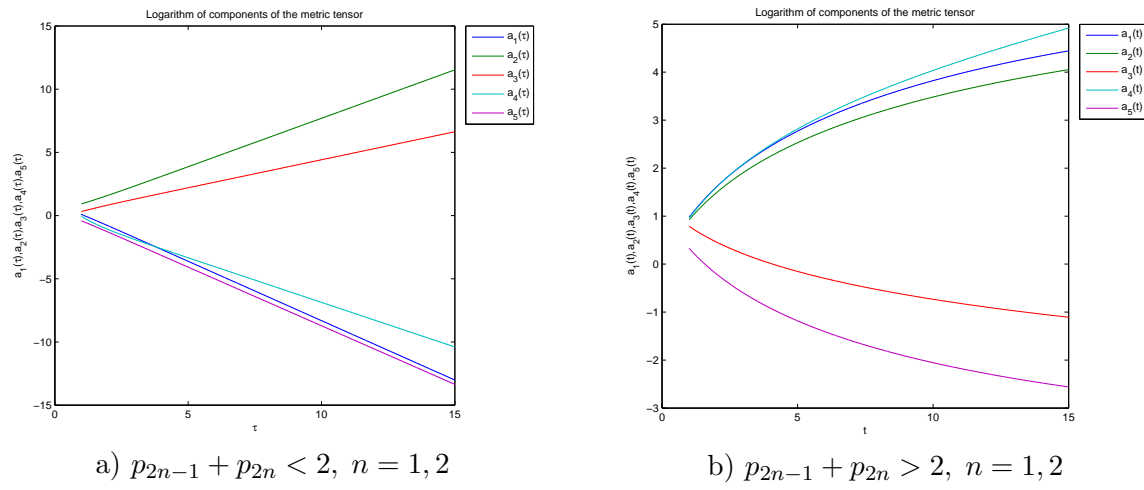 Logarithm of components of the metric tensor
15
10
5
0
−5
−10
−15
0
5
10
15
τ
a₁(τ),a₂(τ),a₃(τ),a₄(τ),a₅(τ)
a₁(τ)
a₂(τ)
a₃(τ)
a₄(τ)
a₅(τ)
a) p₂ₙ₋₁ + p₂ₙ < 2, n = 1, 2
Logarithm of components of the metric tensor
5
4
3
2
1
0
−1
−2
−3
0
5
10
15
t
a₁(t),a₂(t),a₃(t),a₄(t),a₅(t)
a₁(t)
a₂(t)
a₃(t)
a₄(t)
a₅(t)
b) p₂ₙ₋₁ + p₂ₙ > 2, n = 1, 2